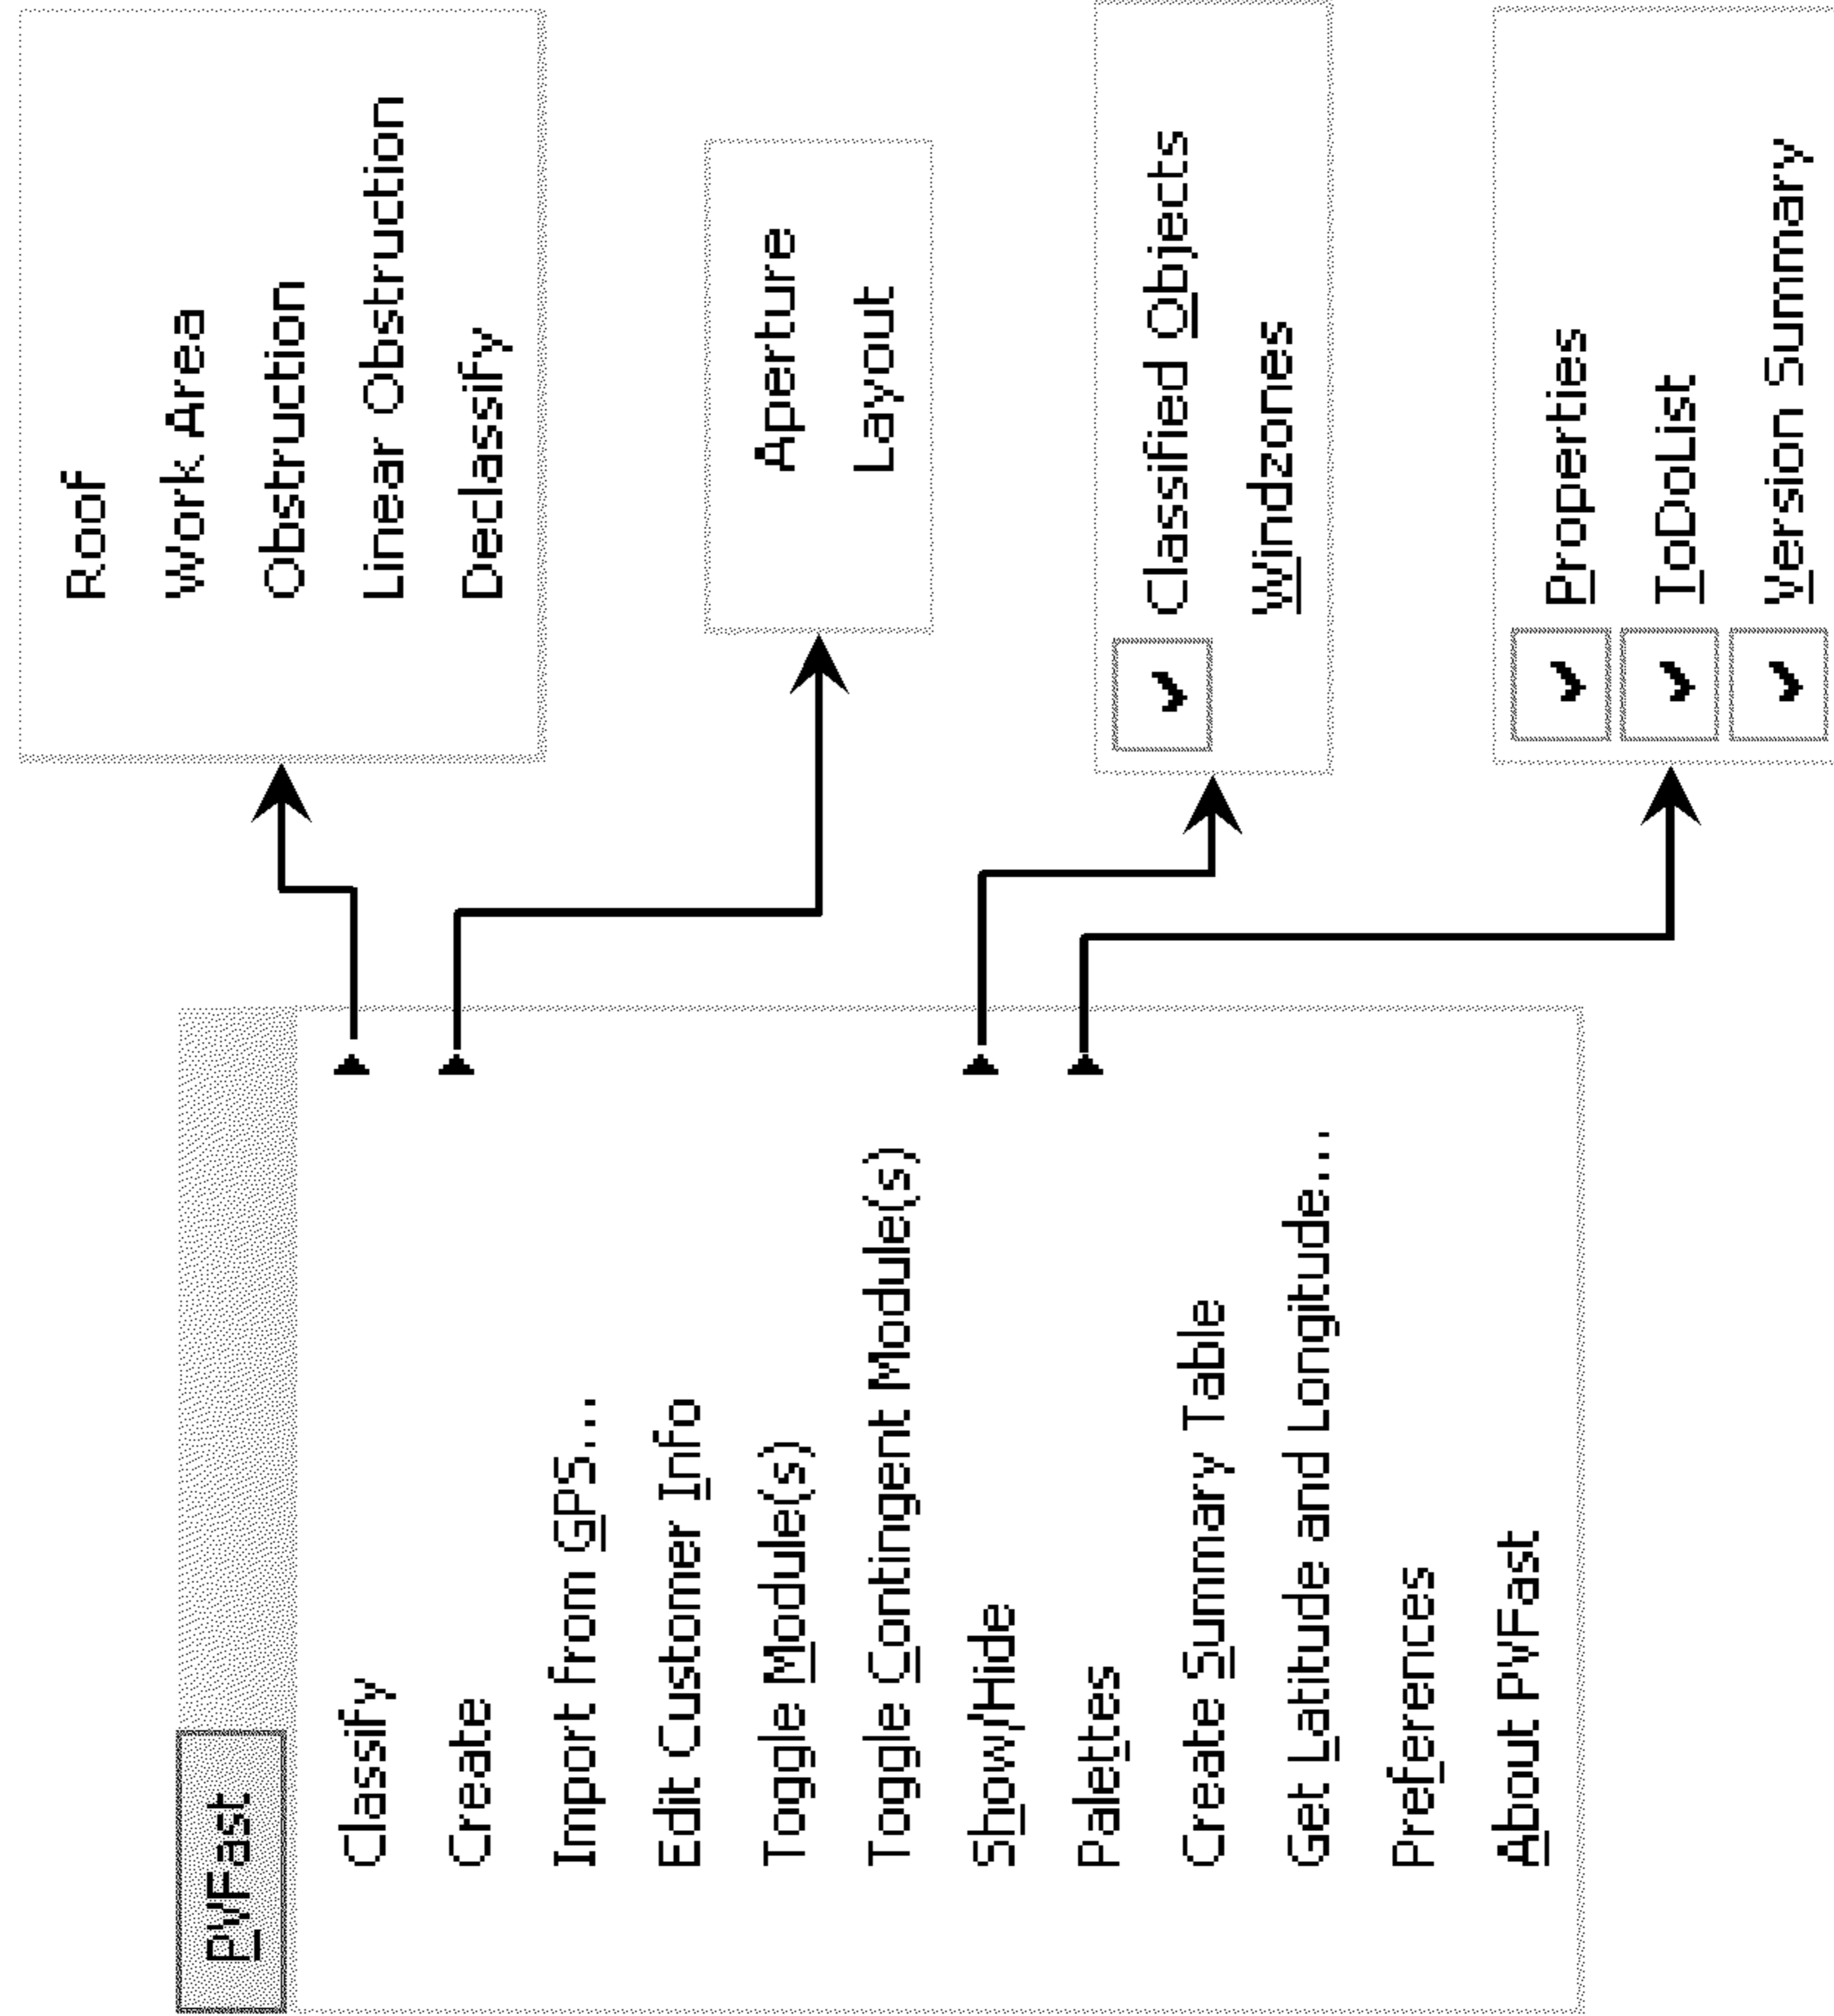 PVFast
Classify
Create
Import from GPS...
Edit Customer Info
Toggle Module(s)
Toggle Contingent Module(s)
Show/Hide
Palettes
Create Summary Table
Get Latitude and Longitude...
Preferences
About PVFast
Roof
Work Area
Obstruction
Linear Obstruction
Declassify
Aperture
Layout
Classified Objects
Windzones
Properties
ToDoList
Version Summary